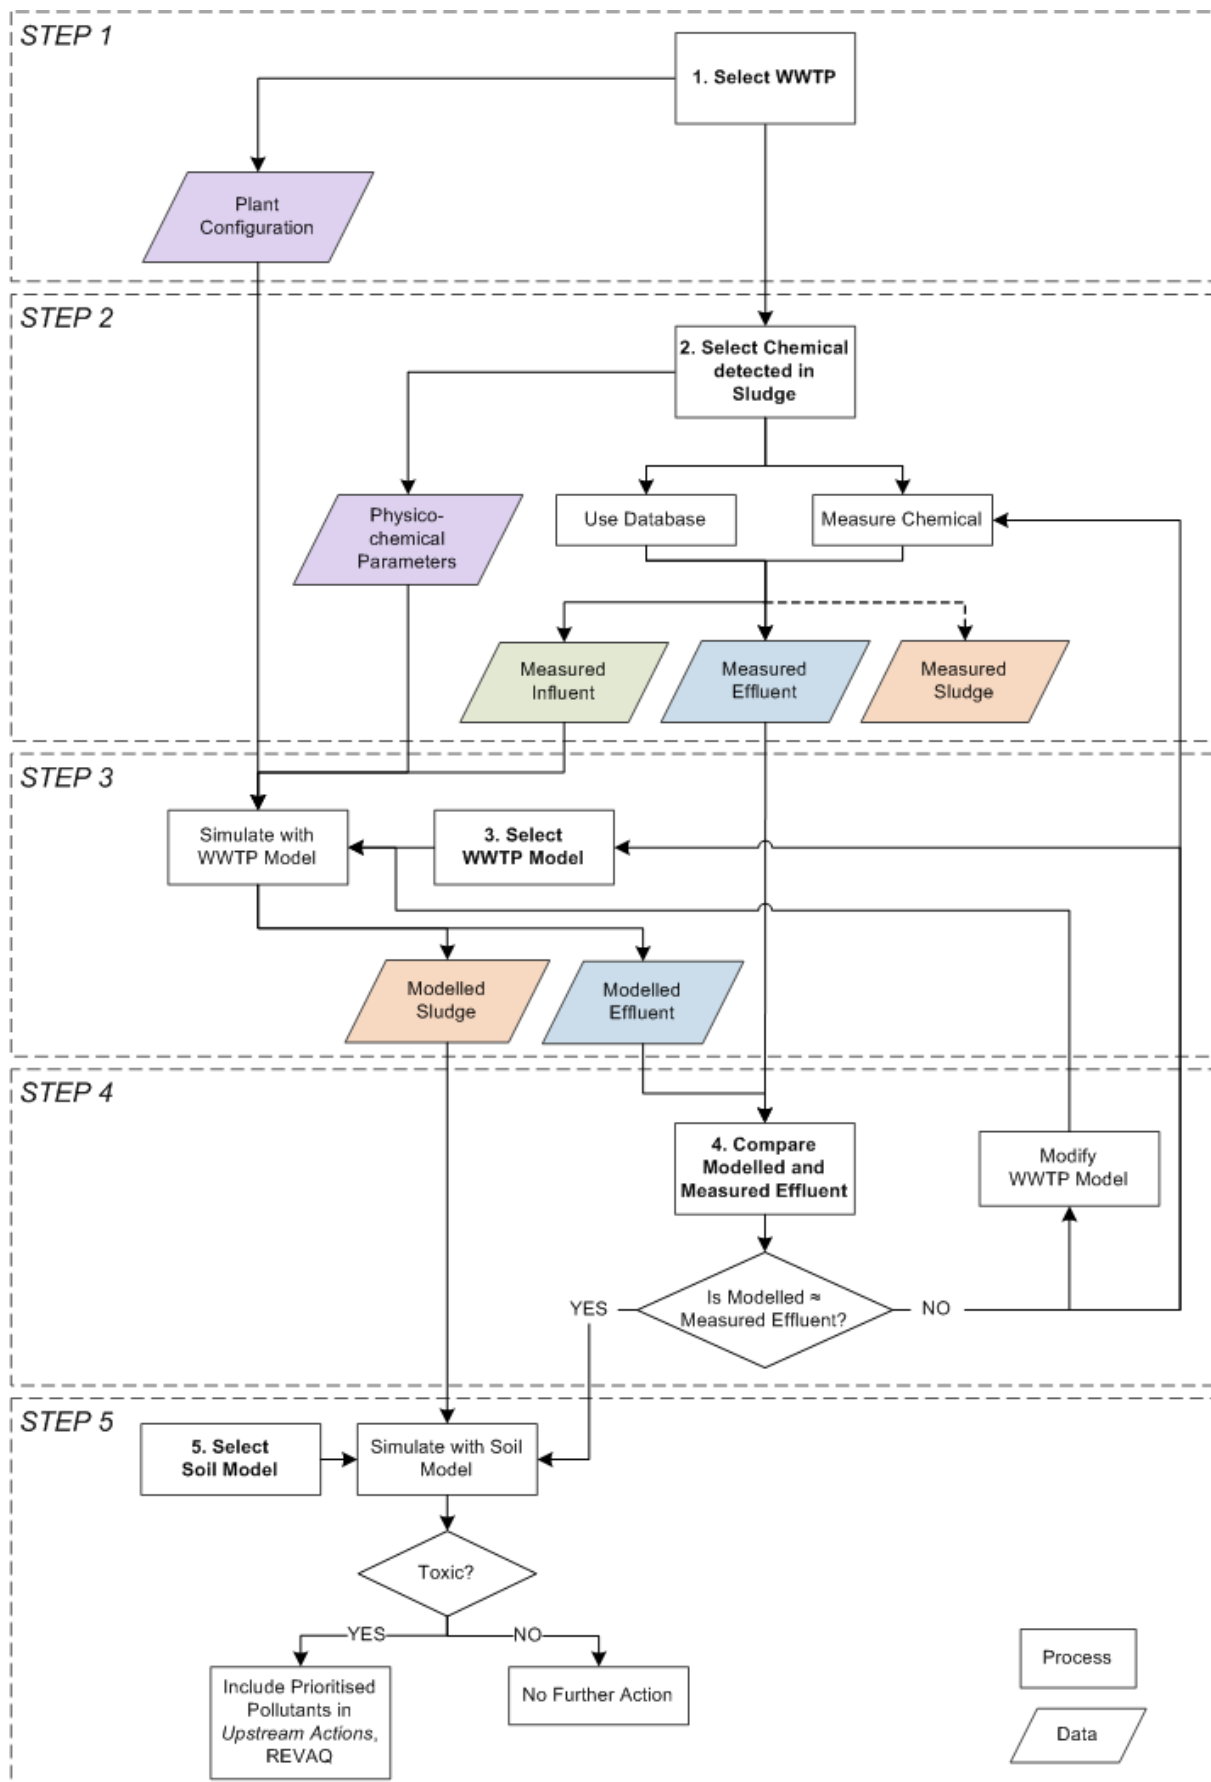 STEP 1
1. Select WWTP
Plant
Configuration
STEP 2
2. Select Chemical
detected in
Sludge
Physico-
chemical
Parameters
Use Database
Measure Chemical
Measured
Influent
Measured
Effluent
Measured
Sludge
STEP 3
Simulate with
WWTP Model
3. Select
WWTP Model
Modelled
Sludge
Modelled
Effluent
STEP 4
4. Compare
Modelled and
Measured Effluent
Modify
WWTP Model
YES
Is Modelled ≈
Measured Effluent?
NO
STEP 5
5. Select
Soil Model
Simulate with Soil
Model
Toxic?
YES
NO
Include Prioritised
Pollutants in
Upstream Actions,
REVAQ
No Further Action
Process
Data